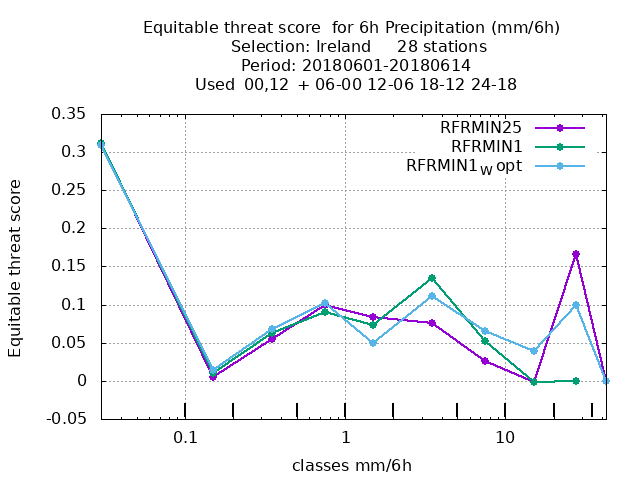 Equitable threat score  for 6h Precipitation (mm/6h)
Selection: Ireland     28 stations
Period: 20180601-20180614
Used  00,12  + 06-00 12-06 18-12 24-18
RFRMIN25
RFRMIN1
RFRMIN1W opt
0.35
0.3
0.25
0.2
0.15
0.1
0.05
0
-0.05
Equitable threat score
0.1 1 10
classes mm/6h